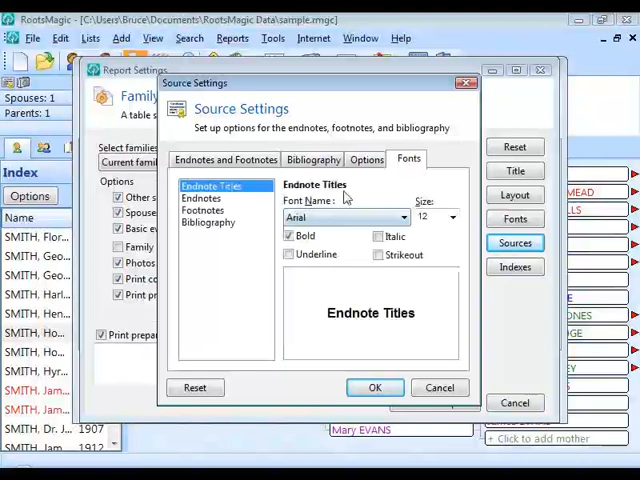 RootsMagic - [C:\Users\Bruce\Documents\RootsMagic Data\sample.rmgc]
File Edit Lists Add View Search Reports Tools Internet Window Help
Spouses: 1
Parents: 1
Index
Options
Name
SMITH, Flor...
SMITH, Geo...
SMITH, Geo...
SMITH, Har...
SMITH, Hen...
SMITH, Ho...
SMITH, Ho...
SMITH, Hyr...
SMITH, Jam...
SMITH, Jam...
SMITH, Dr. J... 1907
SMITH, Jam... 1912
Report Settings
Family
A table s
Select families
Current famil
Options
Other s
Spouse
Basic e
Family
Photos
Print co
Print pr
Print prepar
Reset
Title
Layout
Fonts
Sources
Indexes
Cancel
Source Settings
Source Settings
Set up options for the endnotes, footnotes, and bibliography
Endnotes and Footnotes Bibliography Options Fonts
Endnote Titles
Endnotes
Footnotes
Bibliography
Endnote Titles
Font Name: Size:
Arial 12
Bold Italic
Underline Strikeout
Endnote Titles
Reset OK Cancel
MEAD
LLS
ONES
DGE
Mary EVANS
+ Click to add mother